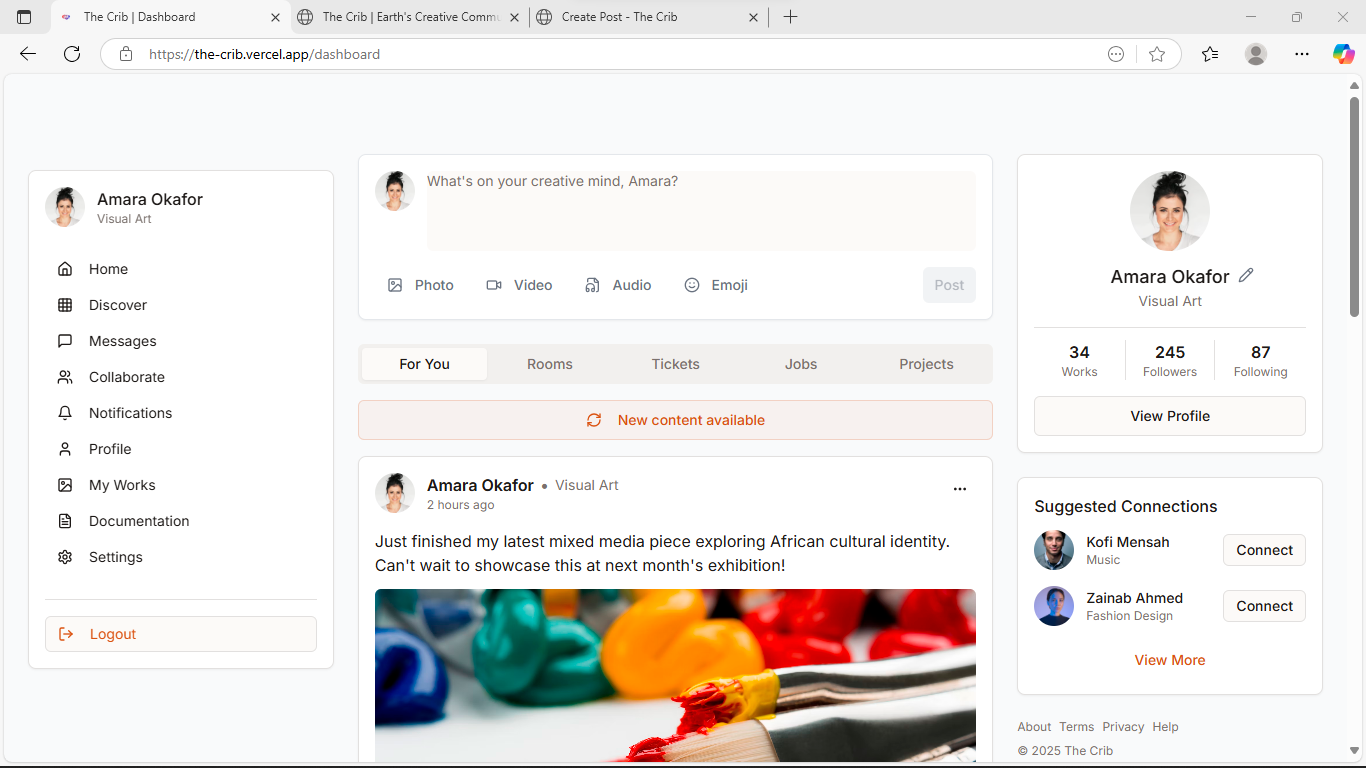 The Crib | Dashboard
The Crib | Earth's Creative Commu
Create Post - The Crib
https://the-crib.vercel.app/dashboard
Amara Okafor
Visual Art
Home
Discover
Messages
Collaborate
Notifications
Profile
My Works
Documentation
Settings
Logout
What's on your creative mind, Amara?
Photo
Video
Audio
Emoji
Post
For You
Rooms
Tickets
Jobs
Projects
New content available
Amara Okafor • Visual Art
2 hours ago
Just finished my latest mixed media piece exploring African cultural identity.
Can't wait to showcase this at next month's exhibition!
Amara Okafor
Visual Art
34
Works
245
Followers
87
Following
View Profile
Suggested Connections
Kofi Mensah
Music
Connect
Zainab Ahmed
Fashion Design
Connect
View More
About Terms Privacy Help
© 2025 The Crib